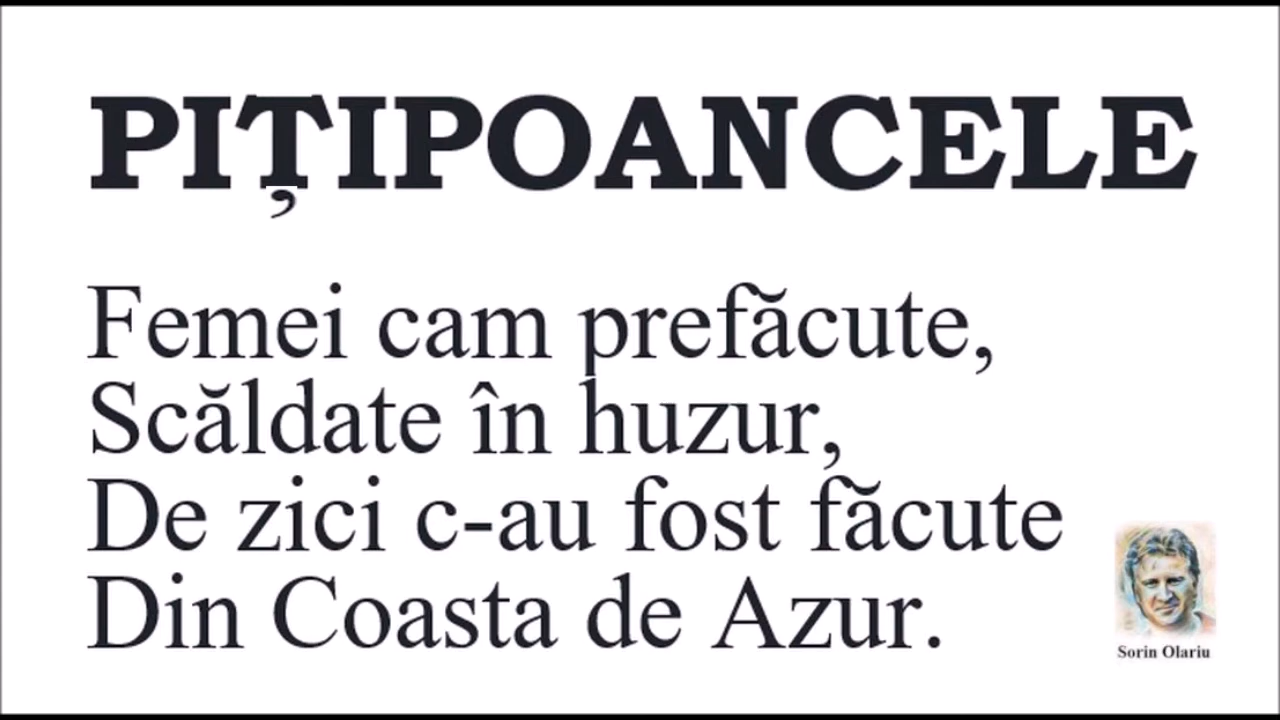 PIȚIPOANCELE
Femei cam prefăcute,
Scăldate în huzur,
De zici c-au fost făcute
Din Coasta de Azur.
Sorin Olariu